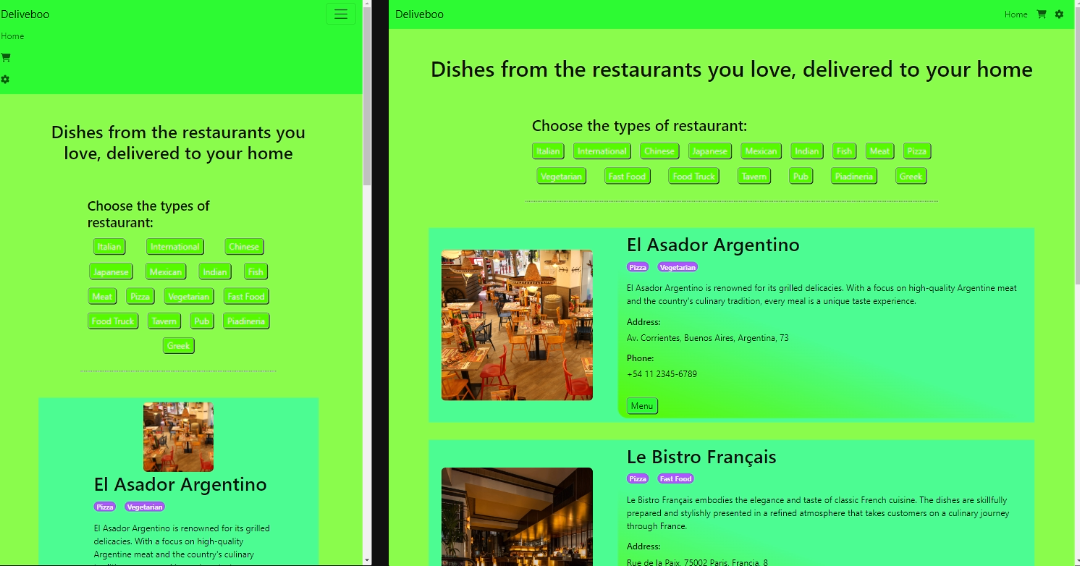 Deliveboo
Home
Dishes from the restaurants you
love, delivered to your home
Choose the types of
restaurant:
Italian International Chinese
Japanese Mexican Indian Fish
Meat Pizza Vegetarian Fast Food
Food Truck Tavern Pub Piadineria
Greek
El Asador Argentino
Pizza Vegetarian
El Asador Argentino is renowned for its grilled
delicacies. With a focus on high-quality
Argentine meat and the country's culinary
Deliveboo Home
Dishes from the restaurants you love, delivered to your home
Choose the types of restaurant:
Italian International Chinese Japanese Mexican Indian Fish Meat Pizza
Vegetarian Fast Food Food Truck Tavern Pub Piadineria Greek
El Asador Argentino
Pizza Vegetarian
El Asador Argentino is renowned for its grilled delicacies. With a focus on high-quality Argentine meat
and the country's culinary tradition, every meal is a unique taste experience.
Address:
Av. Corrientes, Buenos Aires, Argentina, 73
Phone:
+54 11 2345-6789
Menu
Le Bistro Français
Pizza Fast Food
Le Bistro Français embodies the elegance and taste of classic French cuisine. The dishes are skillfully
prepared and stylishly presented in a refined atmosphere that takes customers on a culinary journey
through France.
Address:
Rue de la Paix, 75002 Paris, Francia, 8